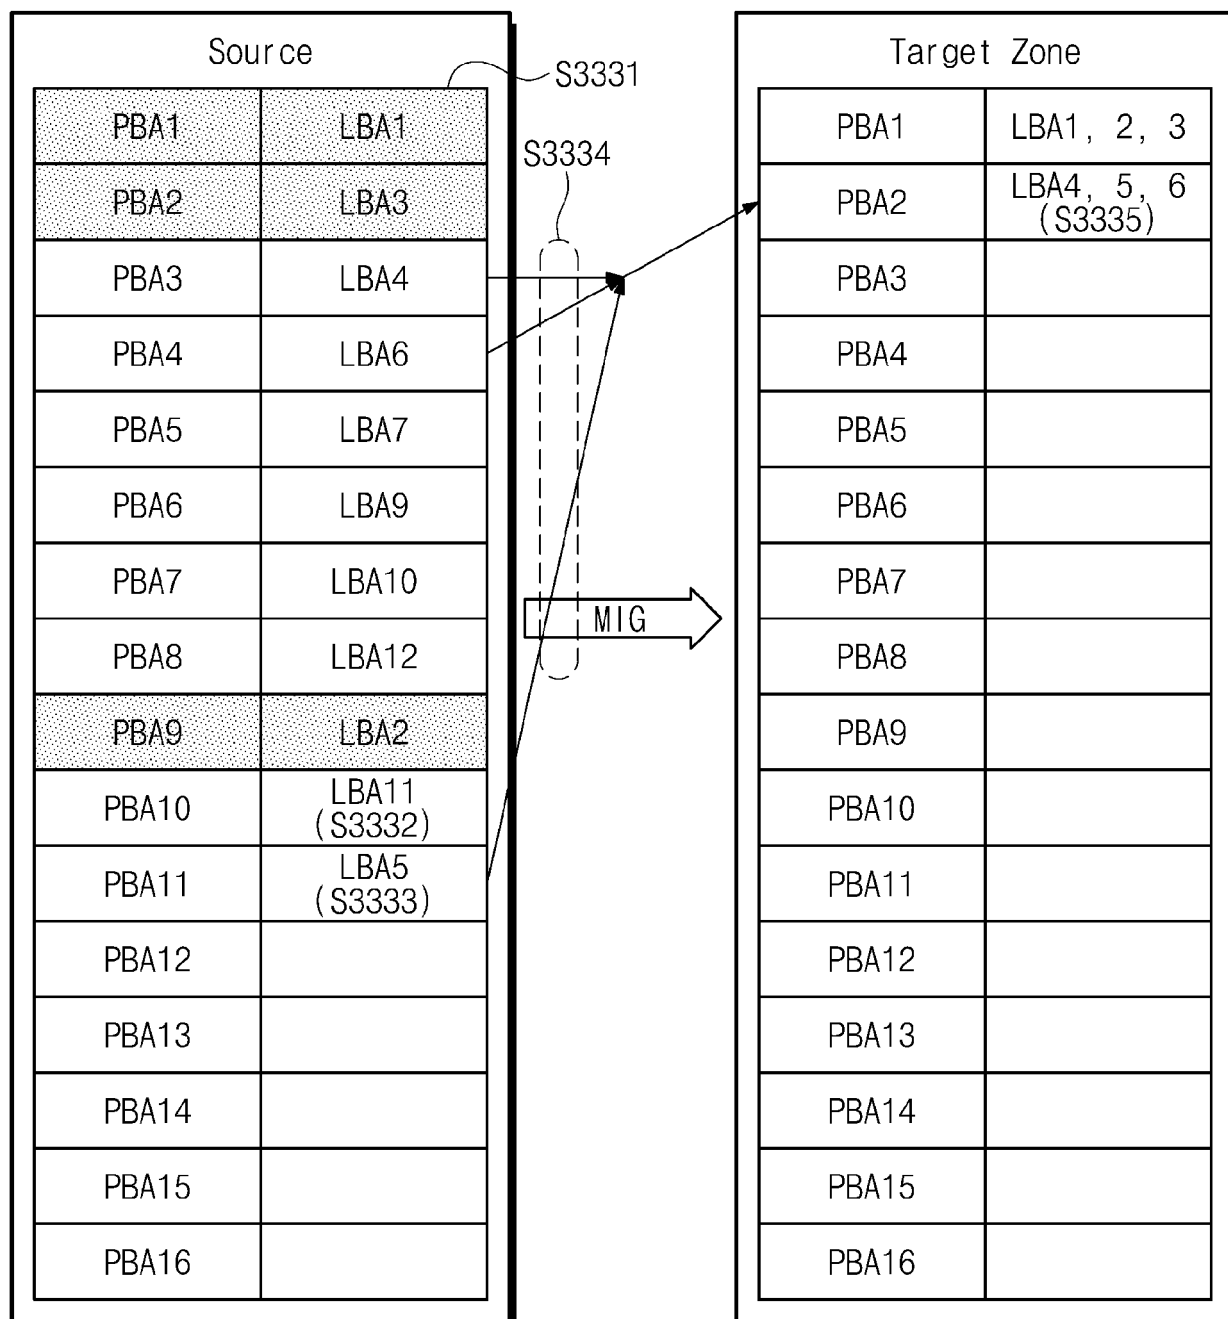 Source
S3331
PBA1 LBA1
PBA2 LBA3
PBA3 LBA4
PBA4 LBA6
PBA5 LBA7
PBA6 LBA9
PBA7 LBA10
PBA8 LBA12
PBA9 LBA2
PBA10 LBA11
(S3332)
PBA11 LBA5
(S3333)
PBA12
PBA13
PBA14
PBA15
PBA16
S3334
MIG
Target Zone
PBA1 LBA1, 2, 3
PBA2 LBA4, 5, 6
(S3335)
PBA3
PBA4
PBA5
PBA6
PBA7
PBA8
PBA9
PBA10
PBA11
PBA12
PBA13
PBA14
PBA15
PBA16